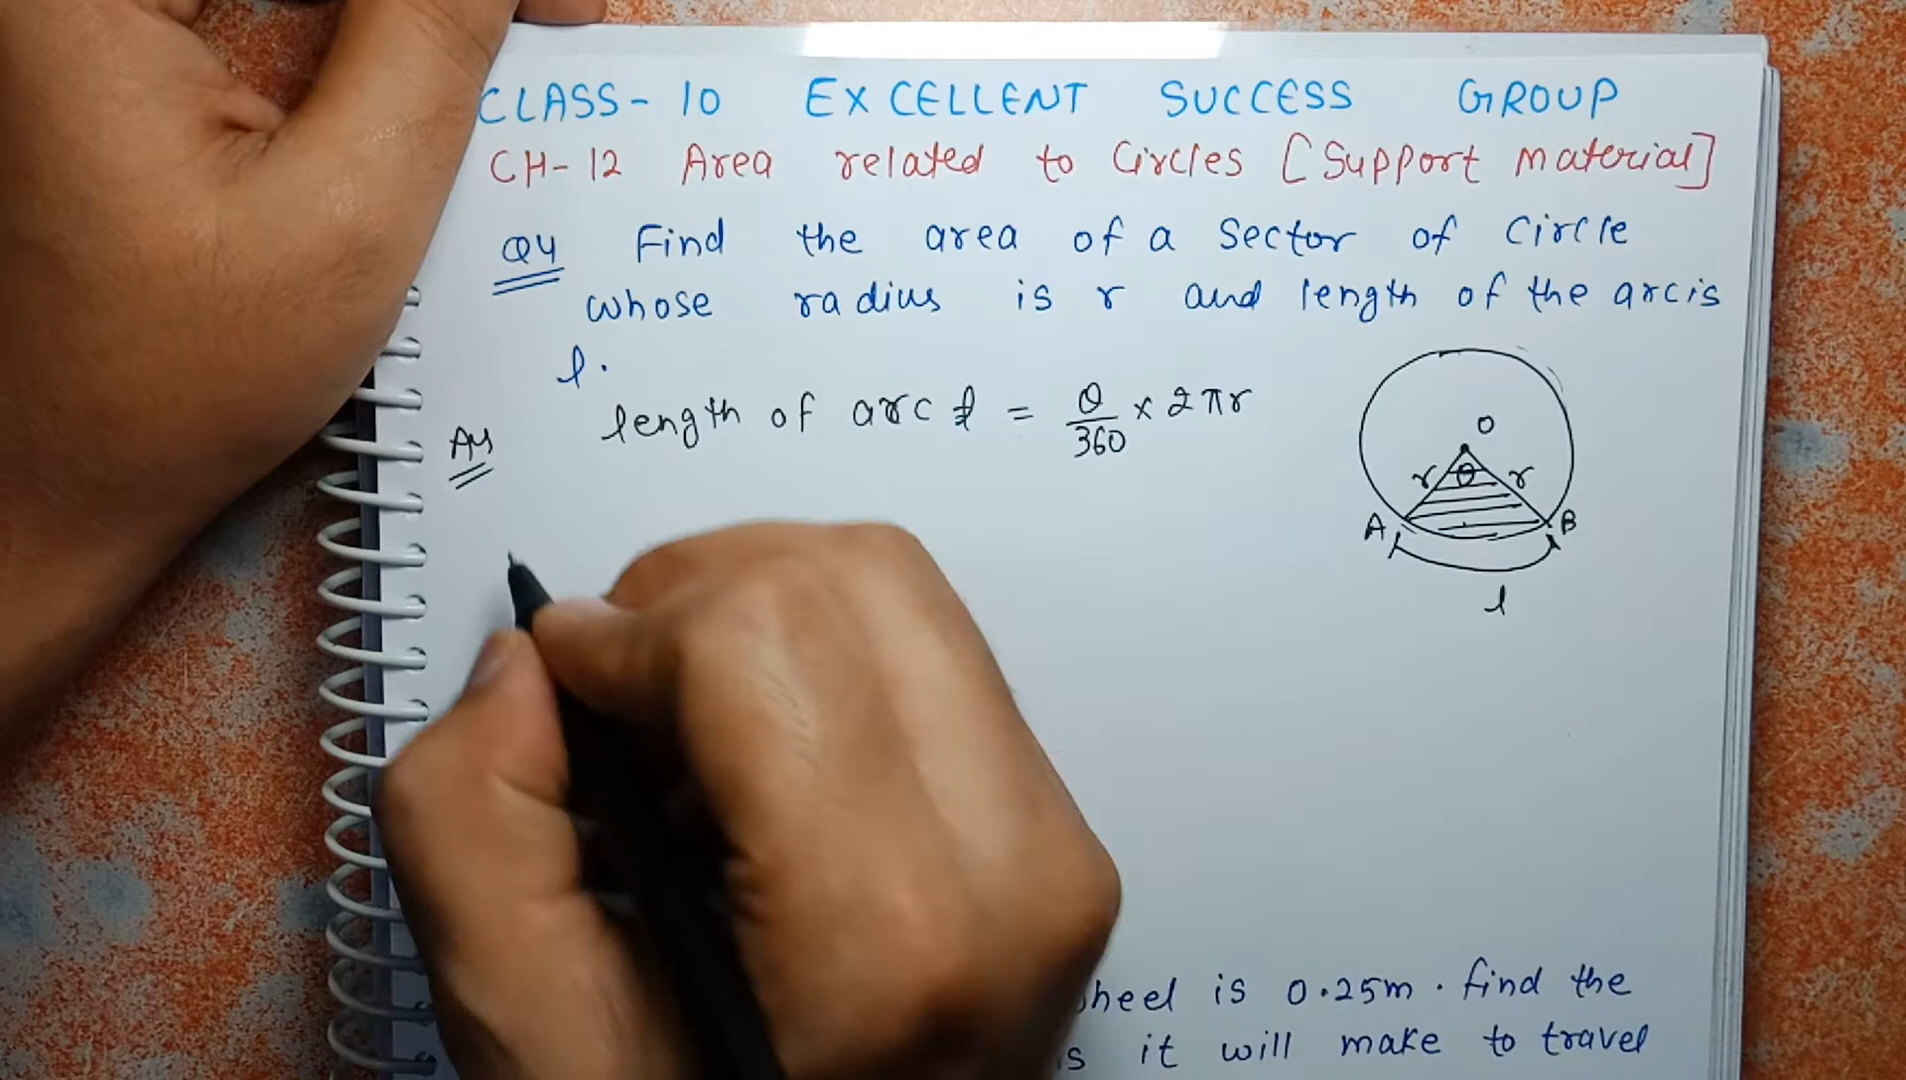 CLASS-10 EXCELLENT SUCCESS GROUP
CH-12 Area related to Circles [Support material]
Q4 Find the area of a Sector of Circle
whose radius is r and length of the arc is
l.
Ans length of arc l = θ/360 × 2πr
O
r θ r
A B
l
is 0.25m. find the
it will make to travel